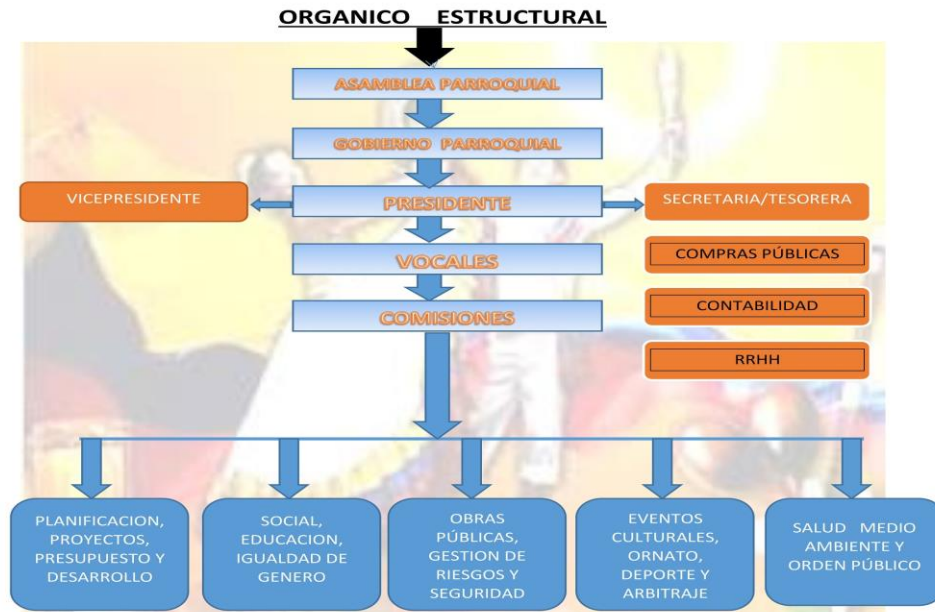 ORGANICO ESTRUCTURAL
ASAMBLEA PARROQUIAL
GOBIERNO PARROQUIAL
VICEPRESIDENTE
PRESIDENTE
SECRETARIA/TESORERA
VOCALES
COMPRAS PÚBLICAS
COMISIONES
CONTABILIDAD
RRHH
PLANIFICACION,
PROYECTOS,
PRESUPUESTO Y
DESARROLLO
SOCIAL,
EDUCACION,
IGUALDAD DE
GENERO
OBRAS
PÚBLICAS,
GESTION DE
RIESGOS Y
SEGURIDAD
EVENTOS
CULTURALES,
ORNATO,
DEPORTE Y
ARBITRAJE
SALUD MEDIO
AMBIENTE Y
ORDEN PÚBLICO